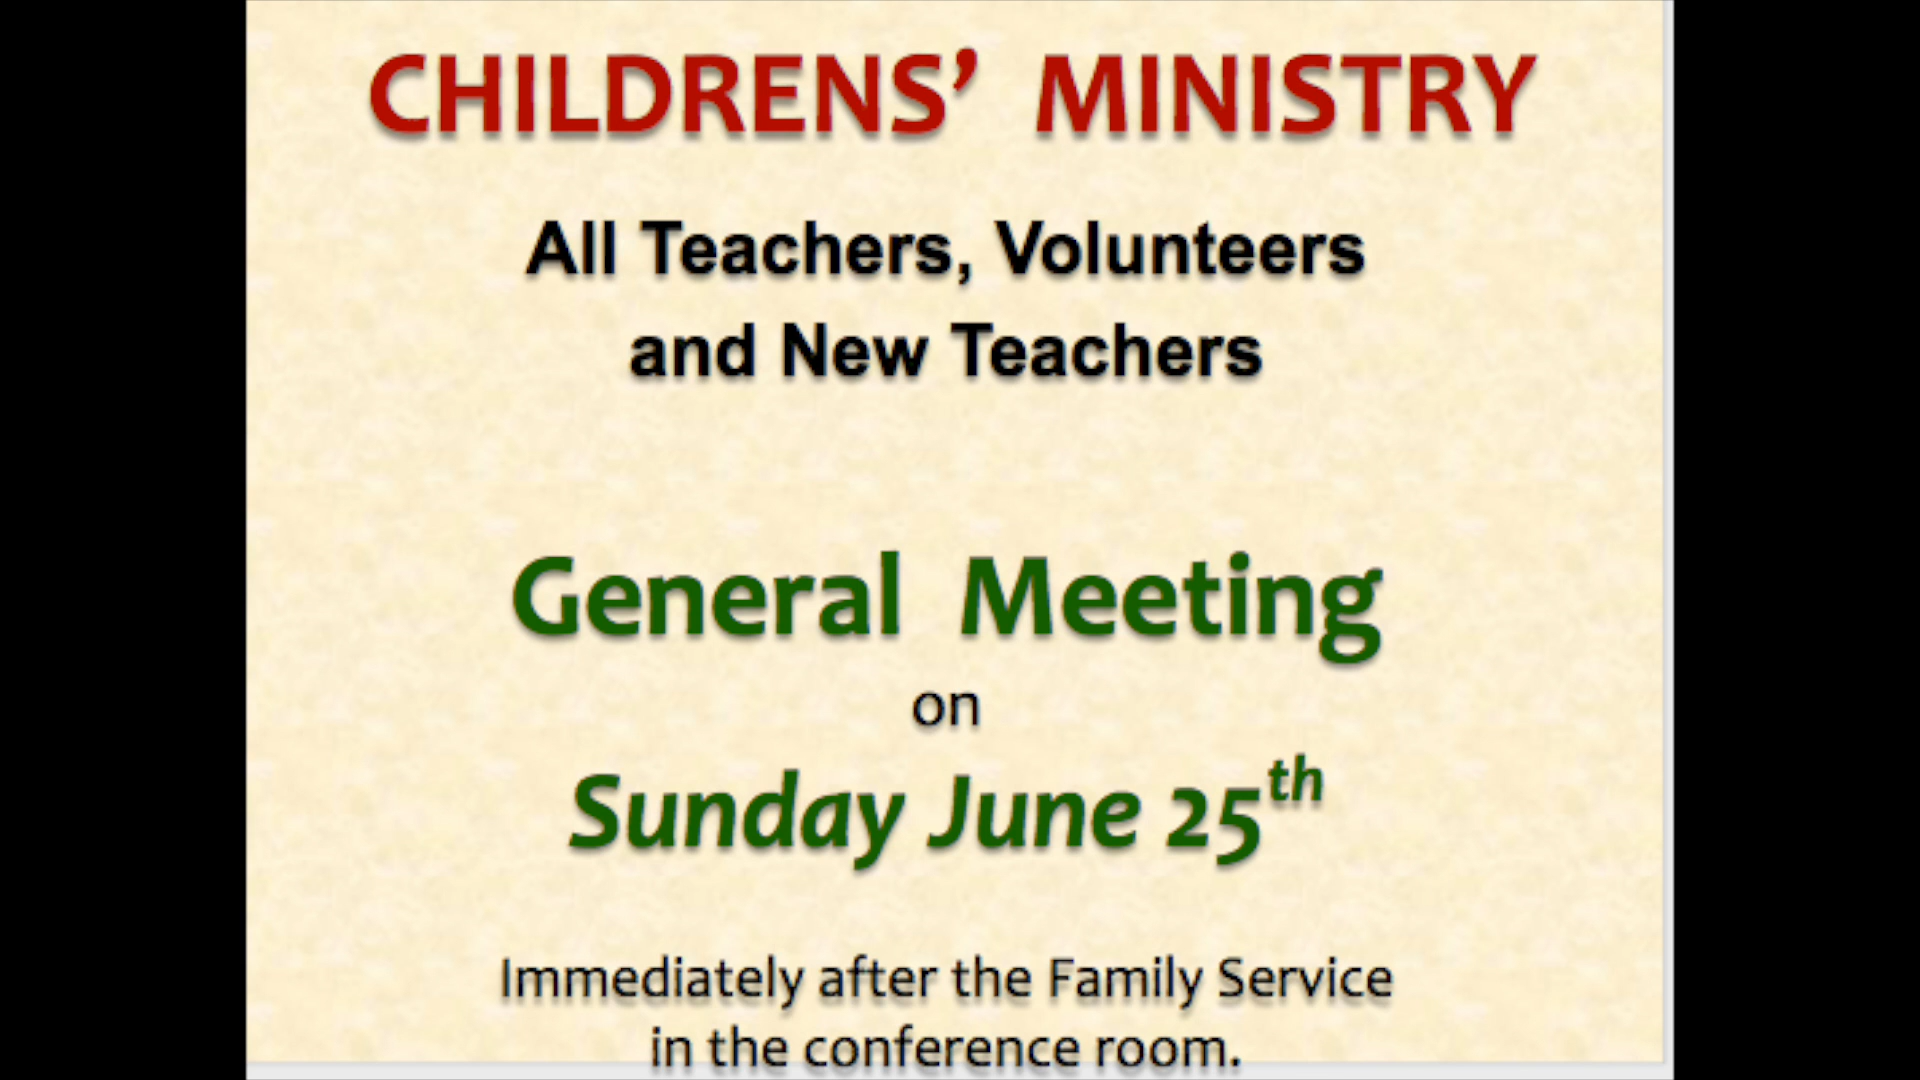 CHILDRENS’ MINISTRY
All Teachers, Volunteers
and New Teachers
General Meeting
on
Sunday June 25th
Immediately after the Family Service
in the conference room.